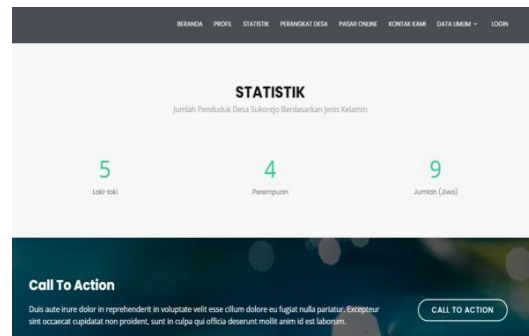 BERANDA PROFIL STATISTIK PERANGKAT DESA PASAR ONLINE KONTAK KAMI DATA UMUM LOGIN
STATISTIK
Jumlah Penduduk Desa Sukorejo Berdasarkan Jenis Kelamin
5 4 9
Laki-laki Perempuan Jumlah (Jiwa)
Call To Action
Duis aute irure dolor in reprehenderit in voluptate velit esse cillum dolore eu fugiat nulla pariatur. Excepteur
sint occaecat cupidatat non proident, sunt in culpa qui officia deserunt mollit anim id est laborum.
CALL TO ACTION